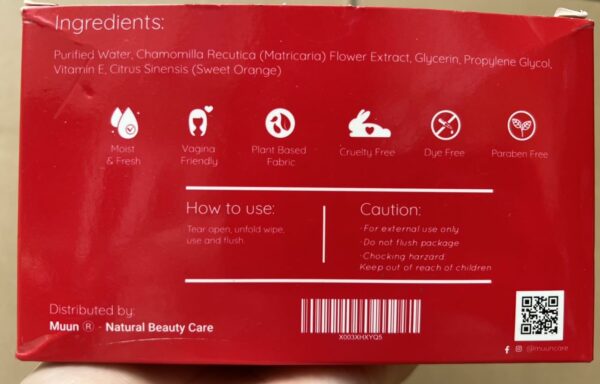 Ingredients:
Purified Water, Chamomilla Recutica (Matricaria) Flower Extract, Glycerin, Propylene Glycol,
Vitamin E, Citrus Sinensis (Sweet Orange)
Moist
& Fresh
Vagina
Friendly
Plant Based
Fabric
Cruelty Free
Dye Free
Paraben Free
How to use:
Tear open, unfold wipe,
use and flush.
Caution:
·For external use only
·Do not flush package
·Chocking harzard.
Keep out of reach of children
Distributed by:
Muun ® - Natural Beauty Care
X003XHXYQ5
@muuncare